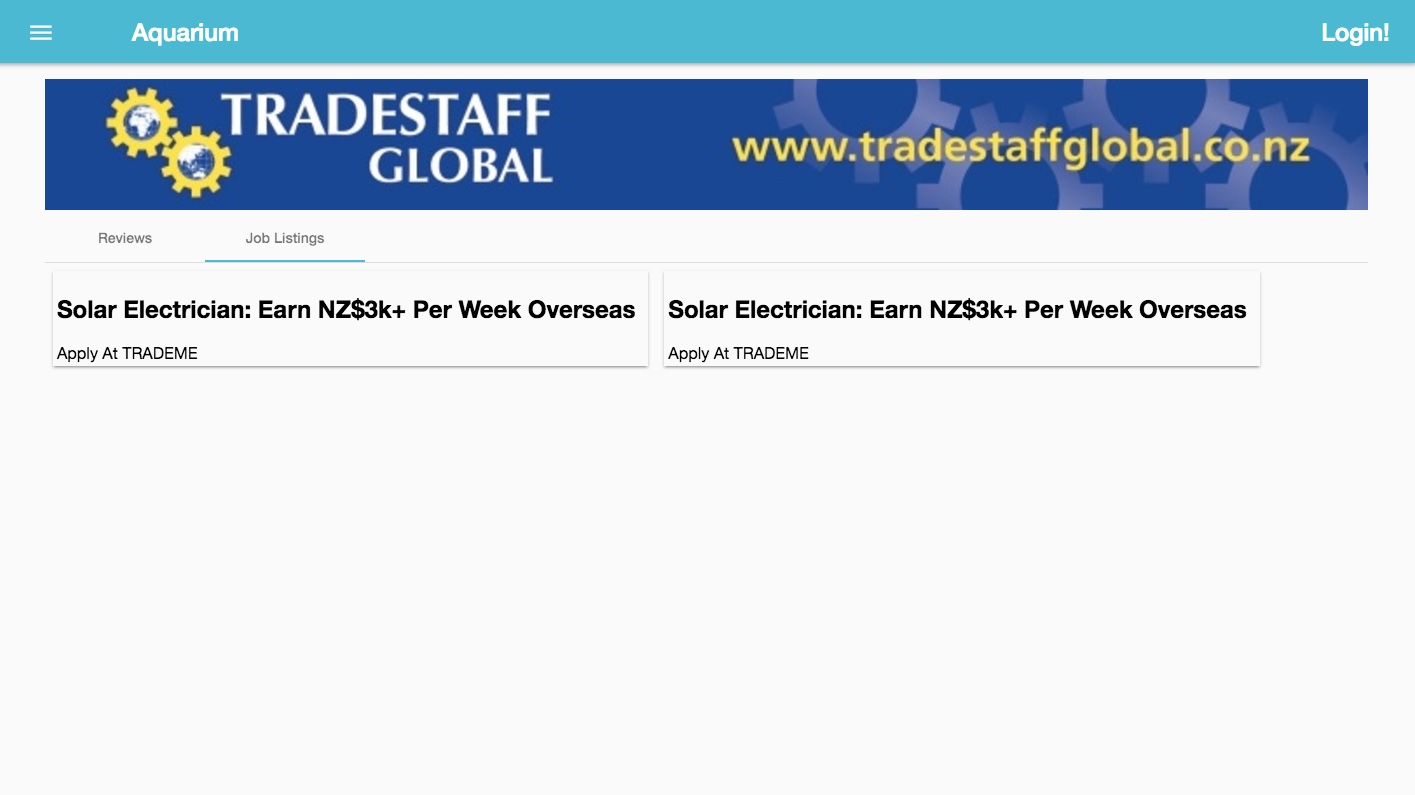 Aquarium
Login!
TRADESTAFF
GLOBAL
www.tradestaffglobal.co.nz
Reviews
Job Listings
Solar Electrician: Earn NZ$3k+ Per Week Overseas
Apply At TRADEME
Solar Electrician: Earn NZ$3k+ Per Week Overseas
Apply At TRADEME